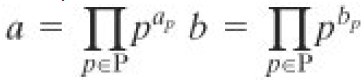 a = ∏_{p∈P} p^{a_p} b = ∏_{p∈P} p^{b_p}